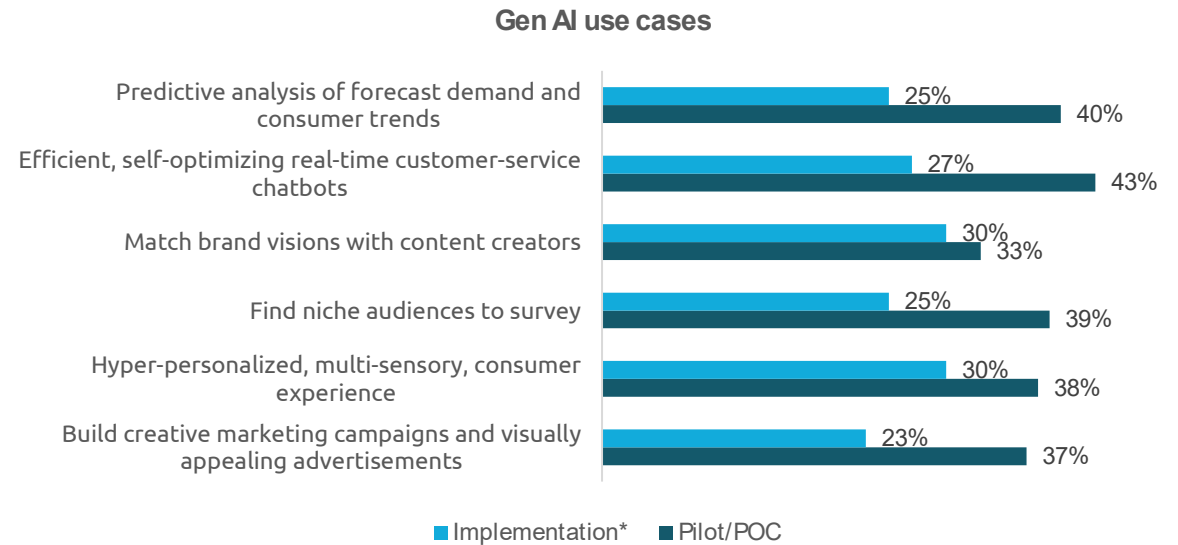 Gen AI use cases
Predictive analysis of forecast demand and
consumer trends
25%
40%
Efficient, self-optimizing real-time customer-service
chatbots
27%
43%
Match brand visions with content creators
30%
33%
Find niche audiences to survey
25%
39%
Hyper-personalized, multi-sensory, consumer
experience
30%
38%
Build creative marketing campaigns and visually
appealing advertisements
23%
37%
Implementation* Pilot/POC